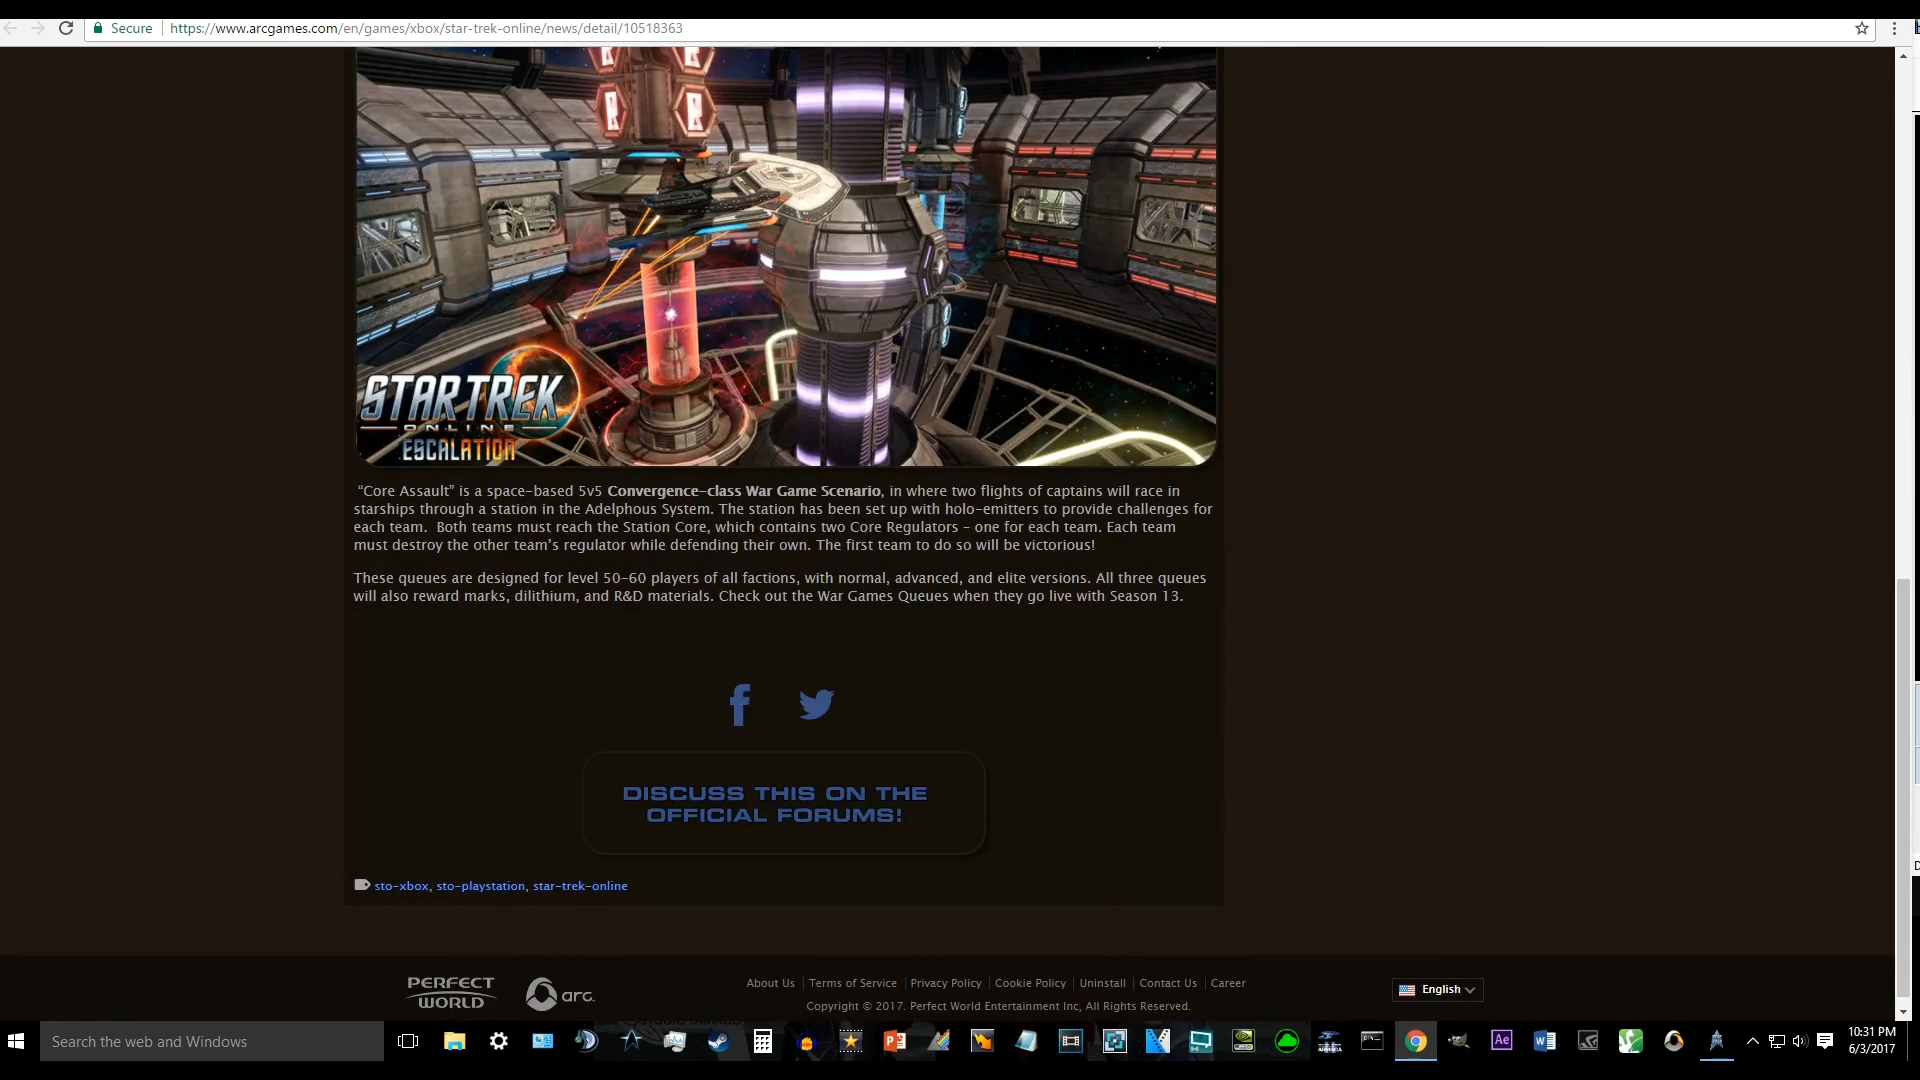 Secure
https://www.arcgames.com/en/games/xbox/star-trek-online/news/detail/10518363
R R
STAR TREK
ONLINE
ESCALATION
“Core Assault” is a space-based 5v5 Convergence-class War Game Scenario, in where two flights of captains will race in
starships through a station in the Adelphous System. The station has been set up with holo-emitters to provide challenges for
each team.  Both teams must reach the Station Core, which contains two Core Regulators – one for each team. Each team
must destroy the other team’s regulator while defending their own. The first team to do so will be victorious!
These queues are designed for level 50-60 players of all factions, with normal, advanced, and elite versions. All three queues
will also reward marks, dilithium, and R&D materials. Check out the War Games Queues when they go live with Season 13.
DISCUSS THIS ON THE
OFFICIAL FORUMS!
sto-xbox, sto-playstation, star-trek-online
PERFECT
WORLD
arc.
About Us | Terms of Service | Privacy Policy | Cookie Policy | Uninstall | Contact Us | Career
Copyright © 2017. Perfect World Entertainment Inc, All Rights Reserved.
English
Search the web and Windows
Ae
10:31 PM
6/3/2017